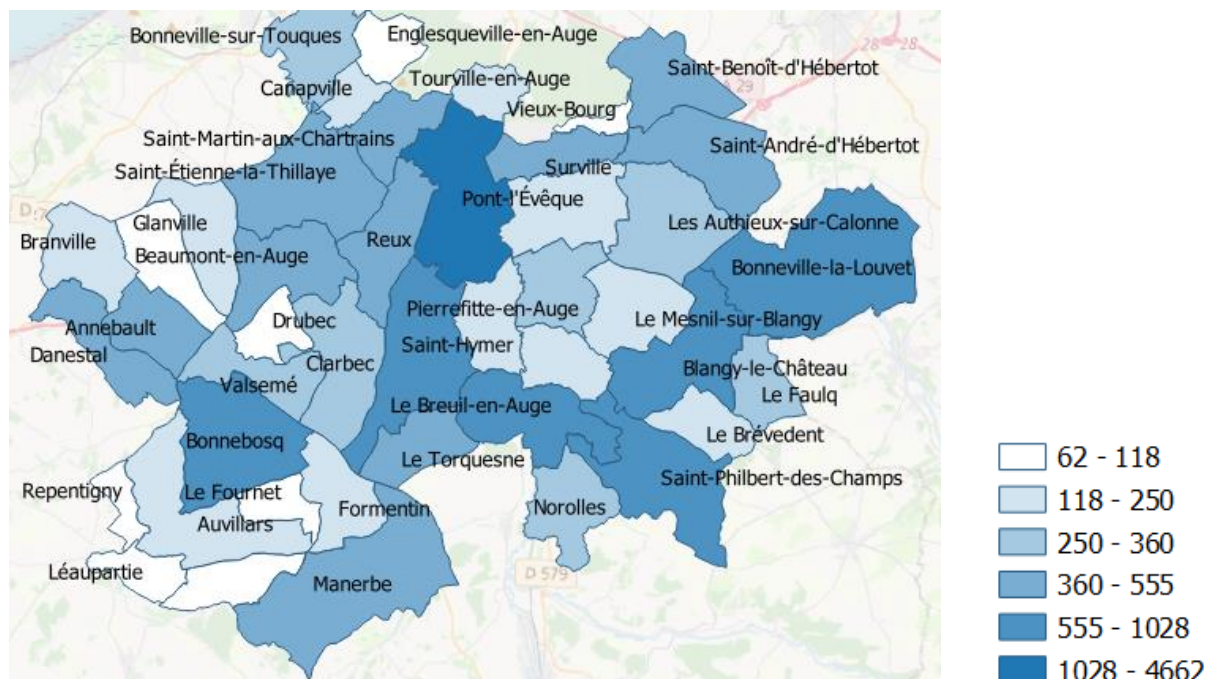 Bonneville-sur-Touques
Englesqueville-en-Auge
28
28
Saint-Benoît-d'Hébertot
Tourville-en-Auge
Canapville
A 29
Vieux-Bourg
Saint-Martin-aux-Chartrains
Saint-André-d'Hébertot
Surville
Saint-Étienne-la-Thillaye
Pont-l'Évêque
Glanville
Les Authieux-sur-Calonne
Branville
Reux
Beaumont-en-Auge
Bonneville-la-Louvet
Pierrefitte-en-Auge
Drubec
Le Mesnil-sur-Blangy
Annebault
Saint-Hymer
Danestal
Clarbec
Blangy-le-Château
Valsemé
Le Faulq
Le Breuil-en-Auge
Le Brévedent
Bonnebosq
Le Torquesne
Saint-Philbert-des-Champs
Repentigny
Le Fournet
Norolles
Formentin
Auvillars
Léaupartie
D 579
Manerbe
62 - 118
118 - 250
250 - 360
360 - 555
555 - 1028
1028 - 4662